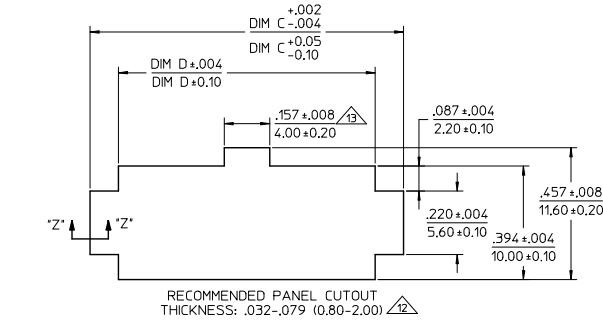 +.002
DIM C-.004
DIM C+0.05
-0.10
DIM D±.004
DIM D±0.10
.157±.008 13
4.00±0.20
.087±.004
2.20±0.10
.457±.008
11.60±0.20
.220±.004
5.60±0.10
.394±.004
10.00±0.10
"Z" "Z"
RECOMMENDED PANEL CUTOUT
THICKNESS: .032-.079 (0.80-2.00) 12